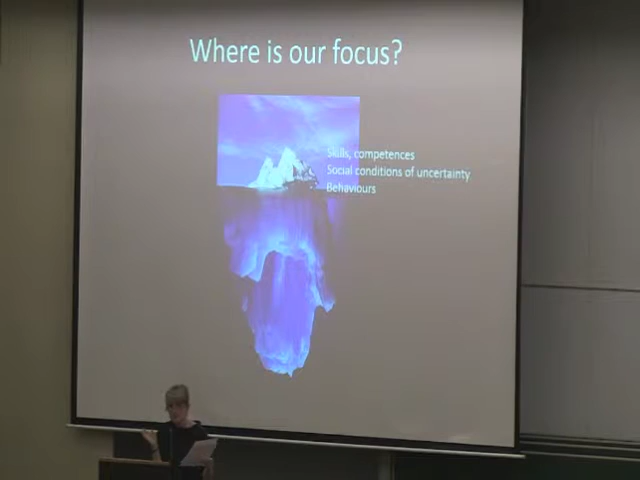 Where is our focus?
Skills, competences
Social conditions of uncertainty
Behaviours